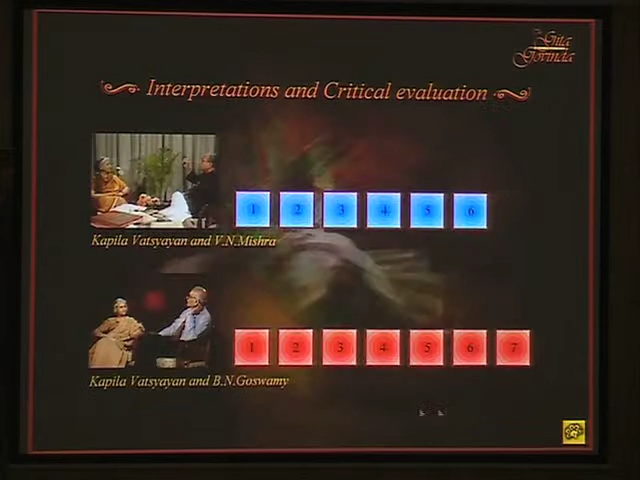 Gita
Govinda
Interpretations and Critical evaluation
1 2 3 4 5 6
Kapila Vatsyayan and V.N.Mishra
1 2 3 4 5 6 7
Kapila Vatsyayan and B.N.Goswamy